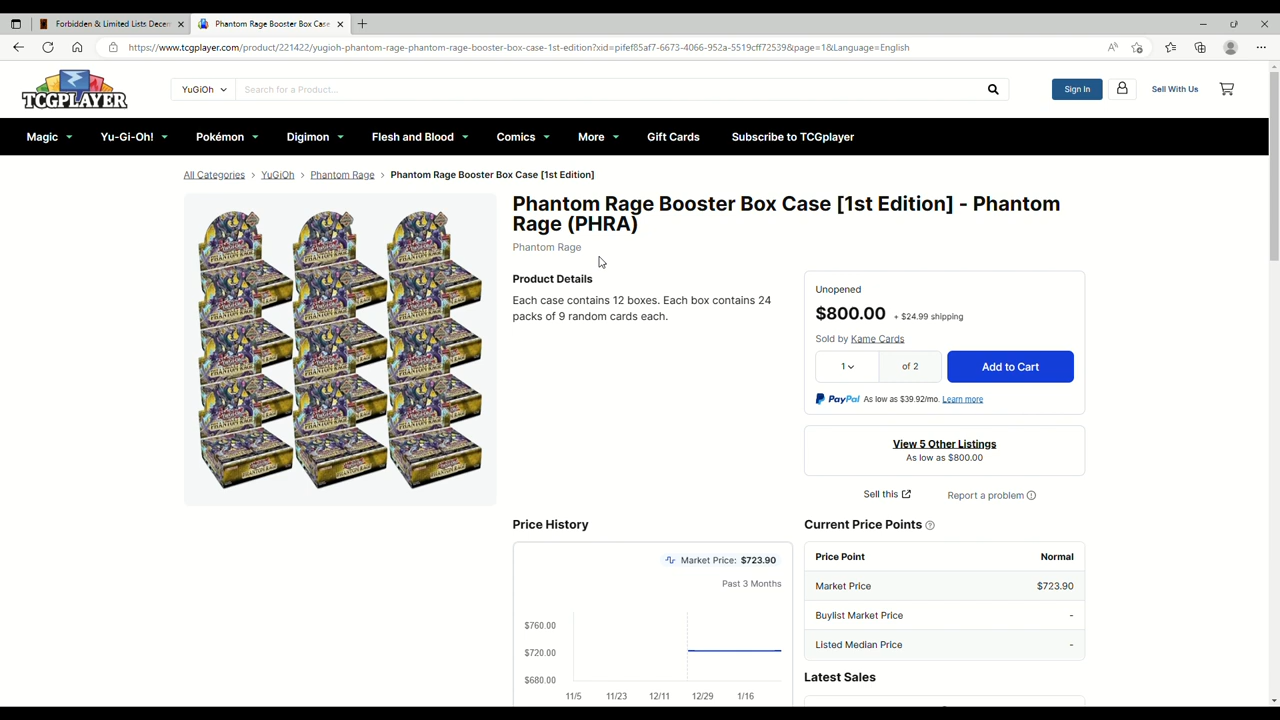 Forbidden & Limited Lists Decem
Phantom Rage Booster Box Case
https://www.tcgplayer.com/product/221422/yugioh-phantom-rage-phantom-rage-booster-box-case-1st-edition?xid=pifef85af7-6673-4066-952a-5519cff72539&page=1&Language=English
TCGPLAYER
YuGiOh
Search for a Product...
Sign In
Sell With Us
Magic
Yu-Gi-Oh!
Pokémon
Digimon
Flesh and Blood
Comics
More
Gift Cards
Subscribe to TCGplayer
All Categories > YuGiOh > Phantom Rage > Phantom Rage Booster Box Case [1st Edition]
Phantom Rage Booster Box Case [1st Edition] - Phantom
Rage (PHRA)
Phantom Rage
Product Details
Each case contains 12 boxes. Each box contains 24
packs of 9 random cards each.
Unopened
$800.00 + $24.99 shipping
Sold by Kame Cards
1 of 2
Add to Cart
PayPal As low as $39.92/mo. Learn more
View 5 Other Listings
As low as $800.00
Sell this
Report a problem
Price History
Market Price: $723.90
Past 3 Months
$760.00
$720.00
$680.00
11/5 11/23 12/11 12/29 1/16
Current Price Points
Price Point Normal
Market Price $723.90
Buylist Market Price -
Listed Median Price -
Latest Sales